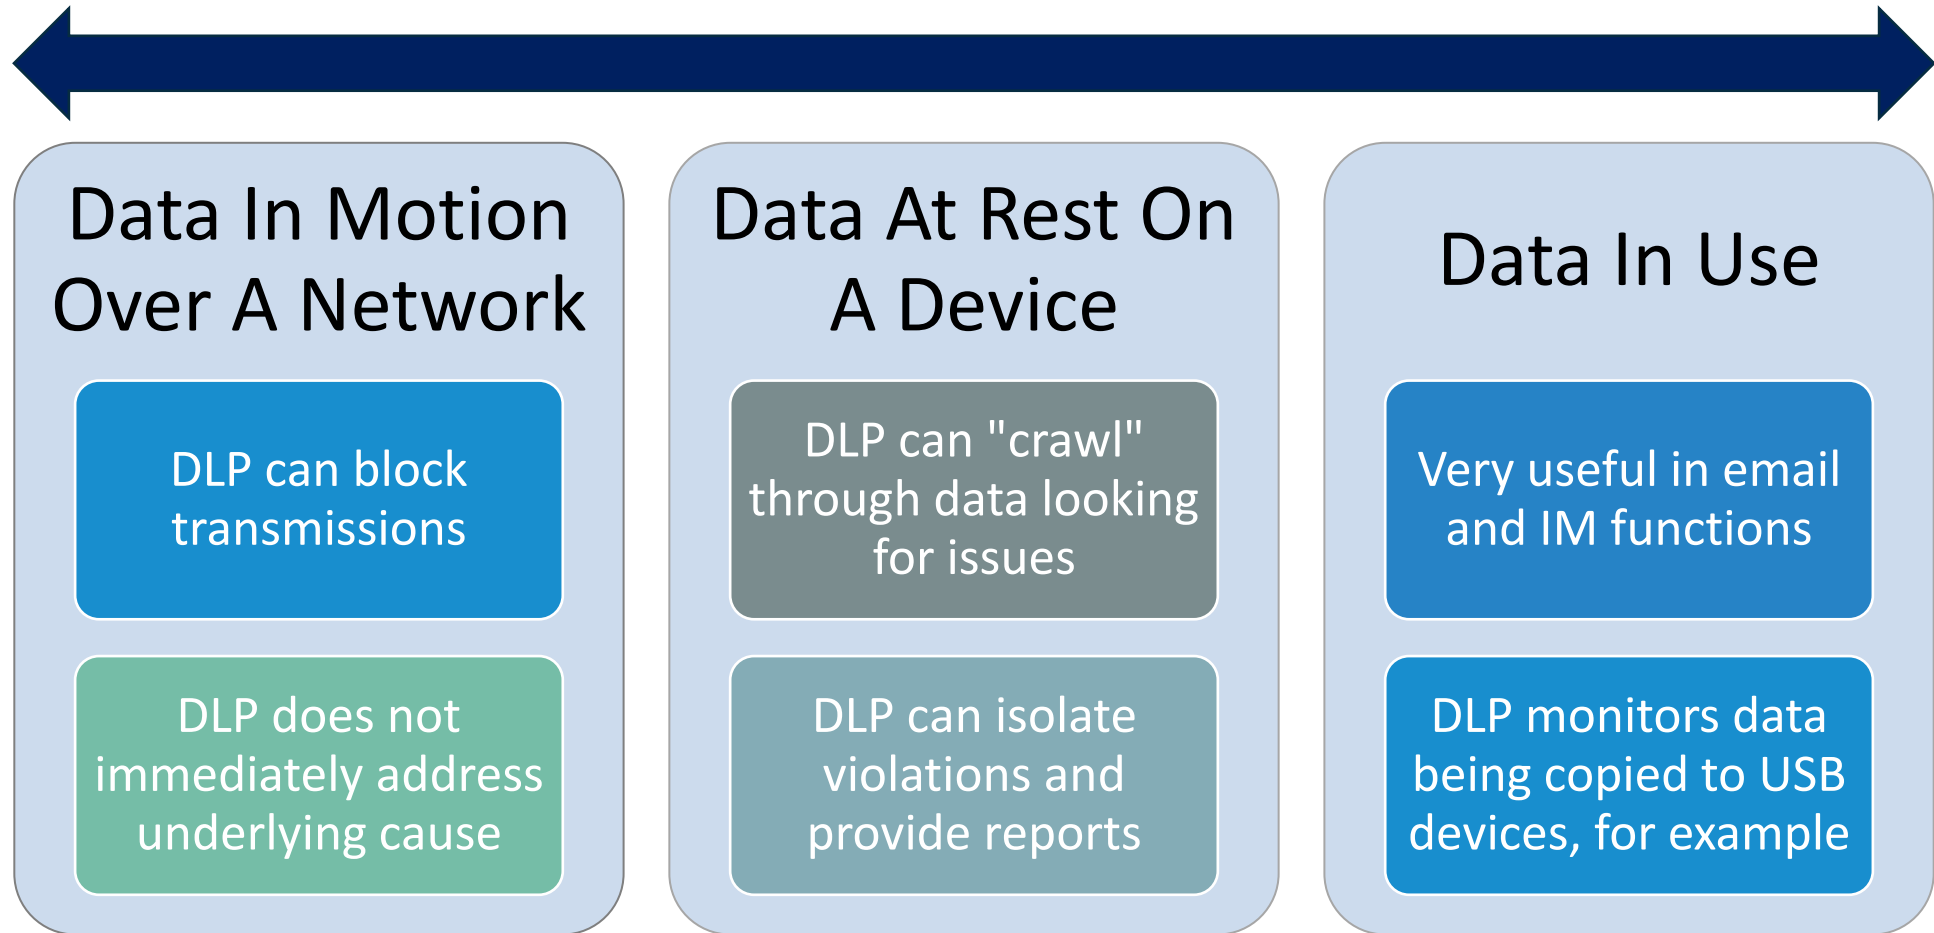 Data In Motion
Over A Network
DLP can block
transmissions
DLP does not
immediately address
underlying cause
Data At Rest On
A Device
DLP can "crawl"
through data looking
for issues
DLP can isolate
violations and
provide reports
Data In Use
Very useful in email
and IM functions
DLP monitors data
being copied to USB
devices, for example